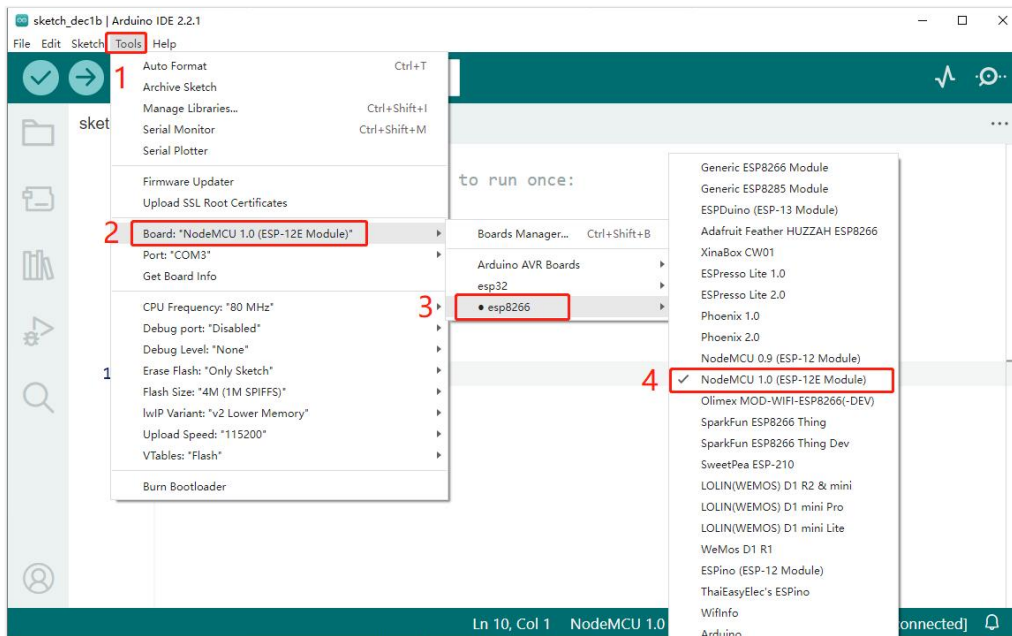 sketch_dec1b | Arduino IDE 2.2.1
File Edit Sketch Tools Help
1
Auto Format Ctrl+T
Archive Sketch
Manage Libraries... Ctrl+Shift+I
Serial Monitor Ctrl+Shift+M
Serial Plotter
Firmware Updater
Upload SSL Root Certificates
2
Board: "NodeMCU 1.0 (ESP-12E Module)"
Port: "COM3"
Get Board Info
CPU Frequency: "80 MHz"
Debug port: "Disabled"
Debug Level: "None"
Erase Flash: "Only Sketch"
Flash Size: "4M (1M SPIFFS)"
lwIP Variant: "v2 Lower Memory"
Upload Speed: "115200"
VTables: "Flash"
Burn Bootloader
sket
to run once:
1
Boards Manager... Ctrl+Shift+B
Arduino AVR Boards
esp32
3
esp8266
Generic ESP8266 Module
Generic ESP8285 Module
ESPDuino (ESP-13 Module)
Adafruit Feather HUZZAH ESP8266
XinaBox CW01
ESPresso Lite 1.0
ESPresso Lite 2.0
Phoenix 1.0
Phoenix 2.0
NodeMCU 0.9 (ESP-12 Module)
4
NodeMCU 1.0 (ESP-12E Module)
Olimex MOD-WIFI-ESP8266(-DEV)
SparkFun ESP8266 Thing
SparkFun ESP8266 Thing Dev
SweetPea ESP-210
LOLIN(WEMOS) D1 R2 & mini
LOLIN(WEMOS) D1 mini Pro
LOLIN(WEMOS) D1 mini Lite
WeMos D1 R1
ESPino (ESP-12 Module)
ThaiEasyElec's ESPino
WifInfo
Arduino
Ln 10, Col 1 NodeMCU 1.0 onnected]